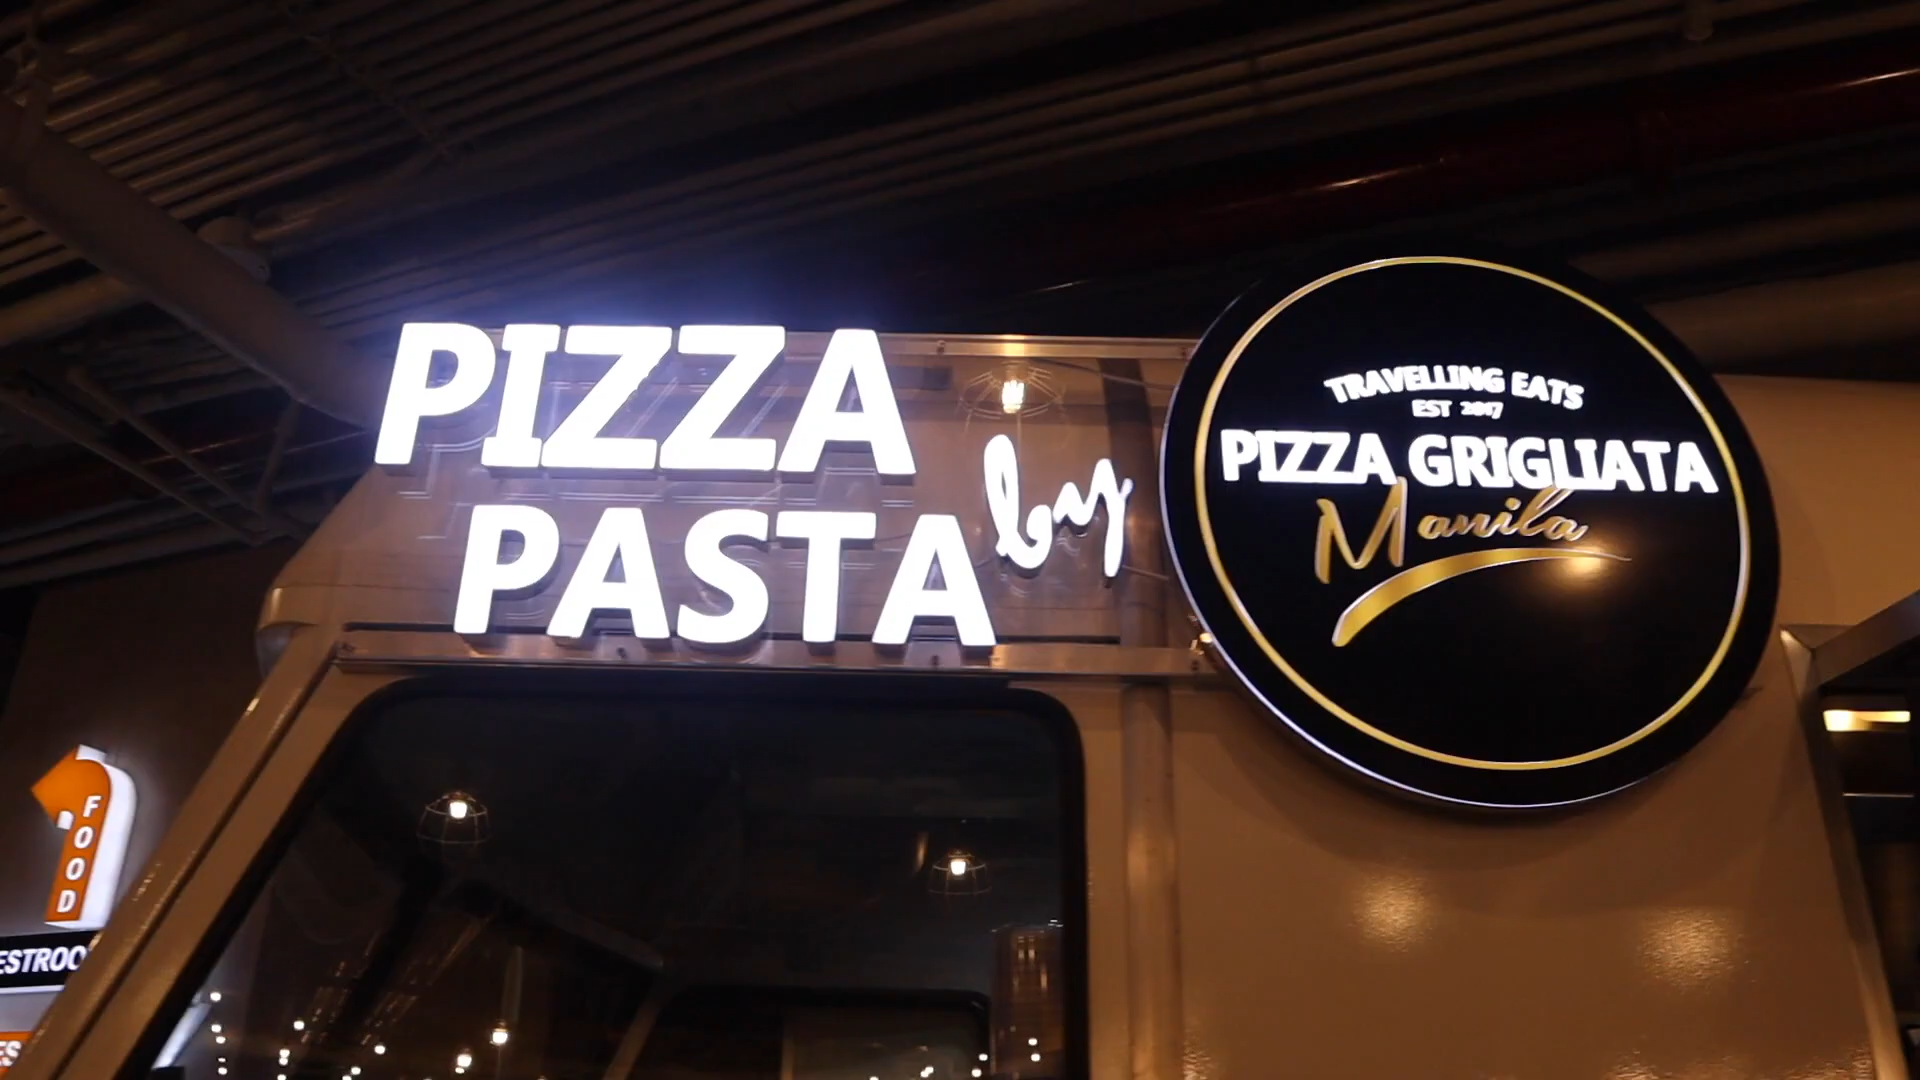 PIZZA
PASTA
by
TRAVELLING EATS
EST 2017
PIZZA GRIGLIATA
Manila
FOOD